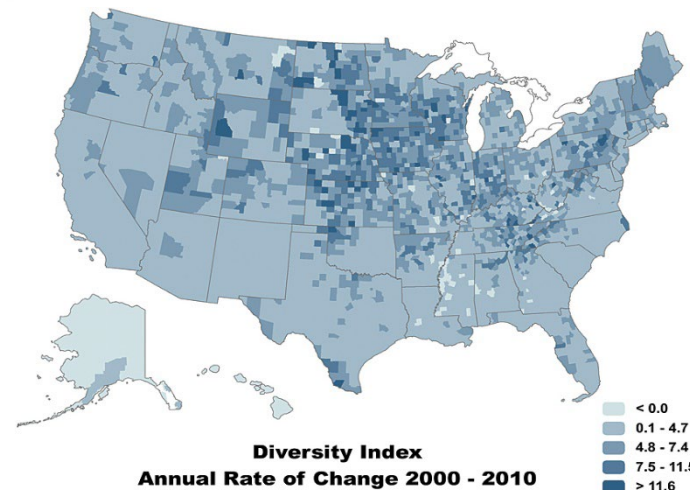 Diversity Index
Annual Rate of Change 2000 - 2010
< 0.0
0.1 - 4.7
4.8 - 7.4
7.5 - 11.5
> 11.6